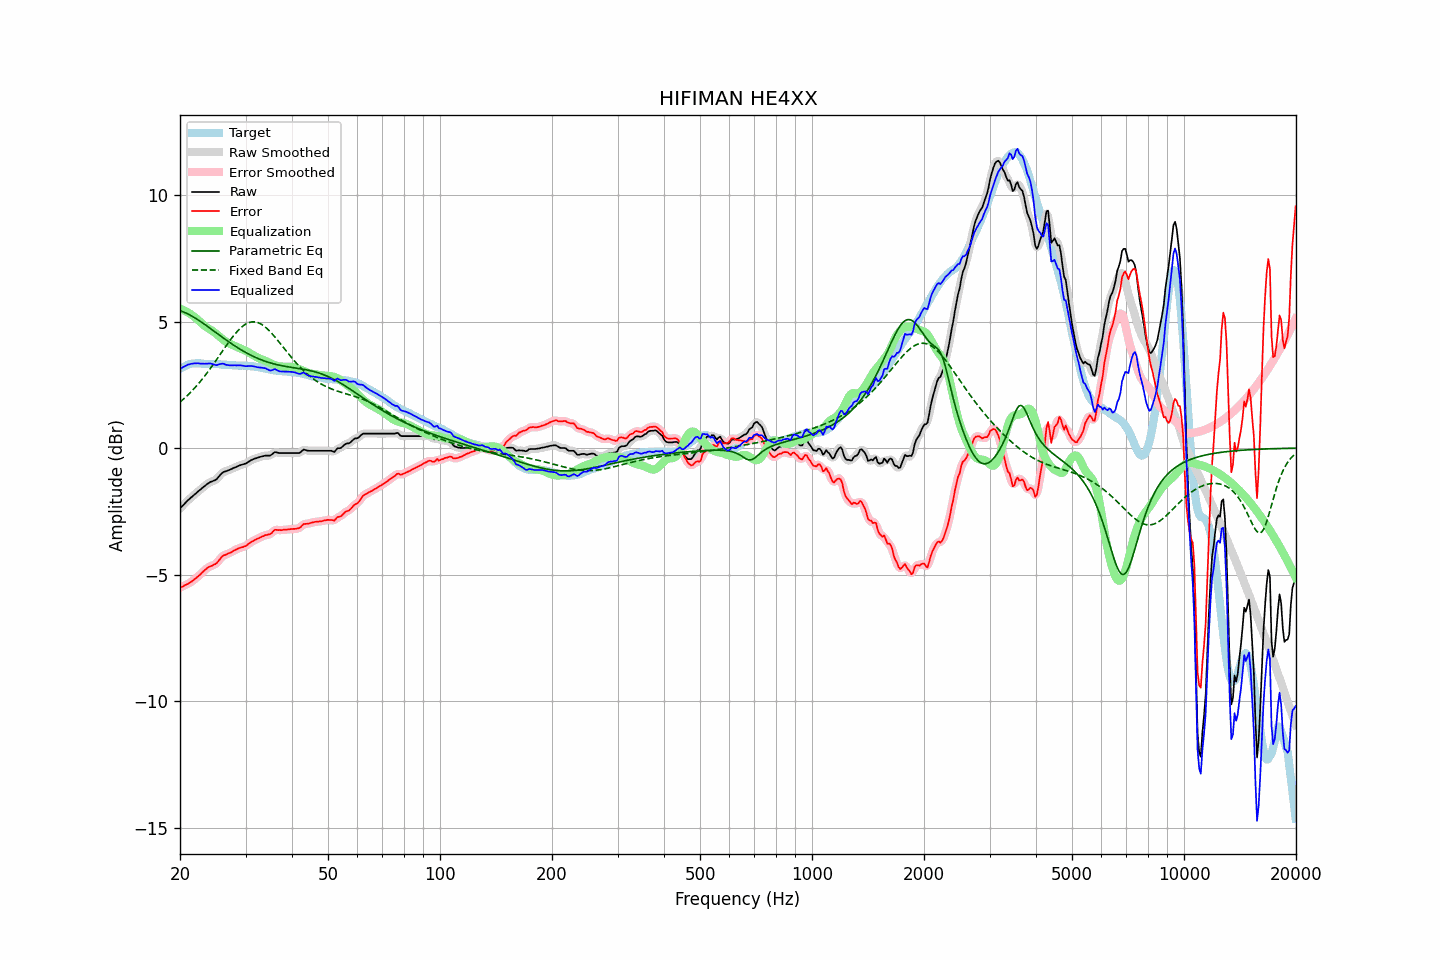 HIFIMAN HE4XX
Target
Raw Smoothed
Error Smoothed
Raw
Error
Equalization
Parametric Eq
Fixed Band Eq
Equalized
Amplitude (dBr)
10
5
0
−5
−10
−15
20
50
100
200
500
1000
2000
5000
10000
20000
Frequency (Hz)